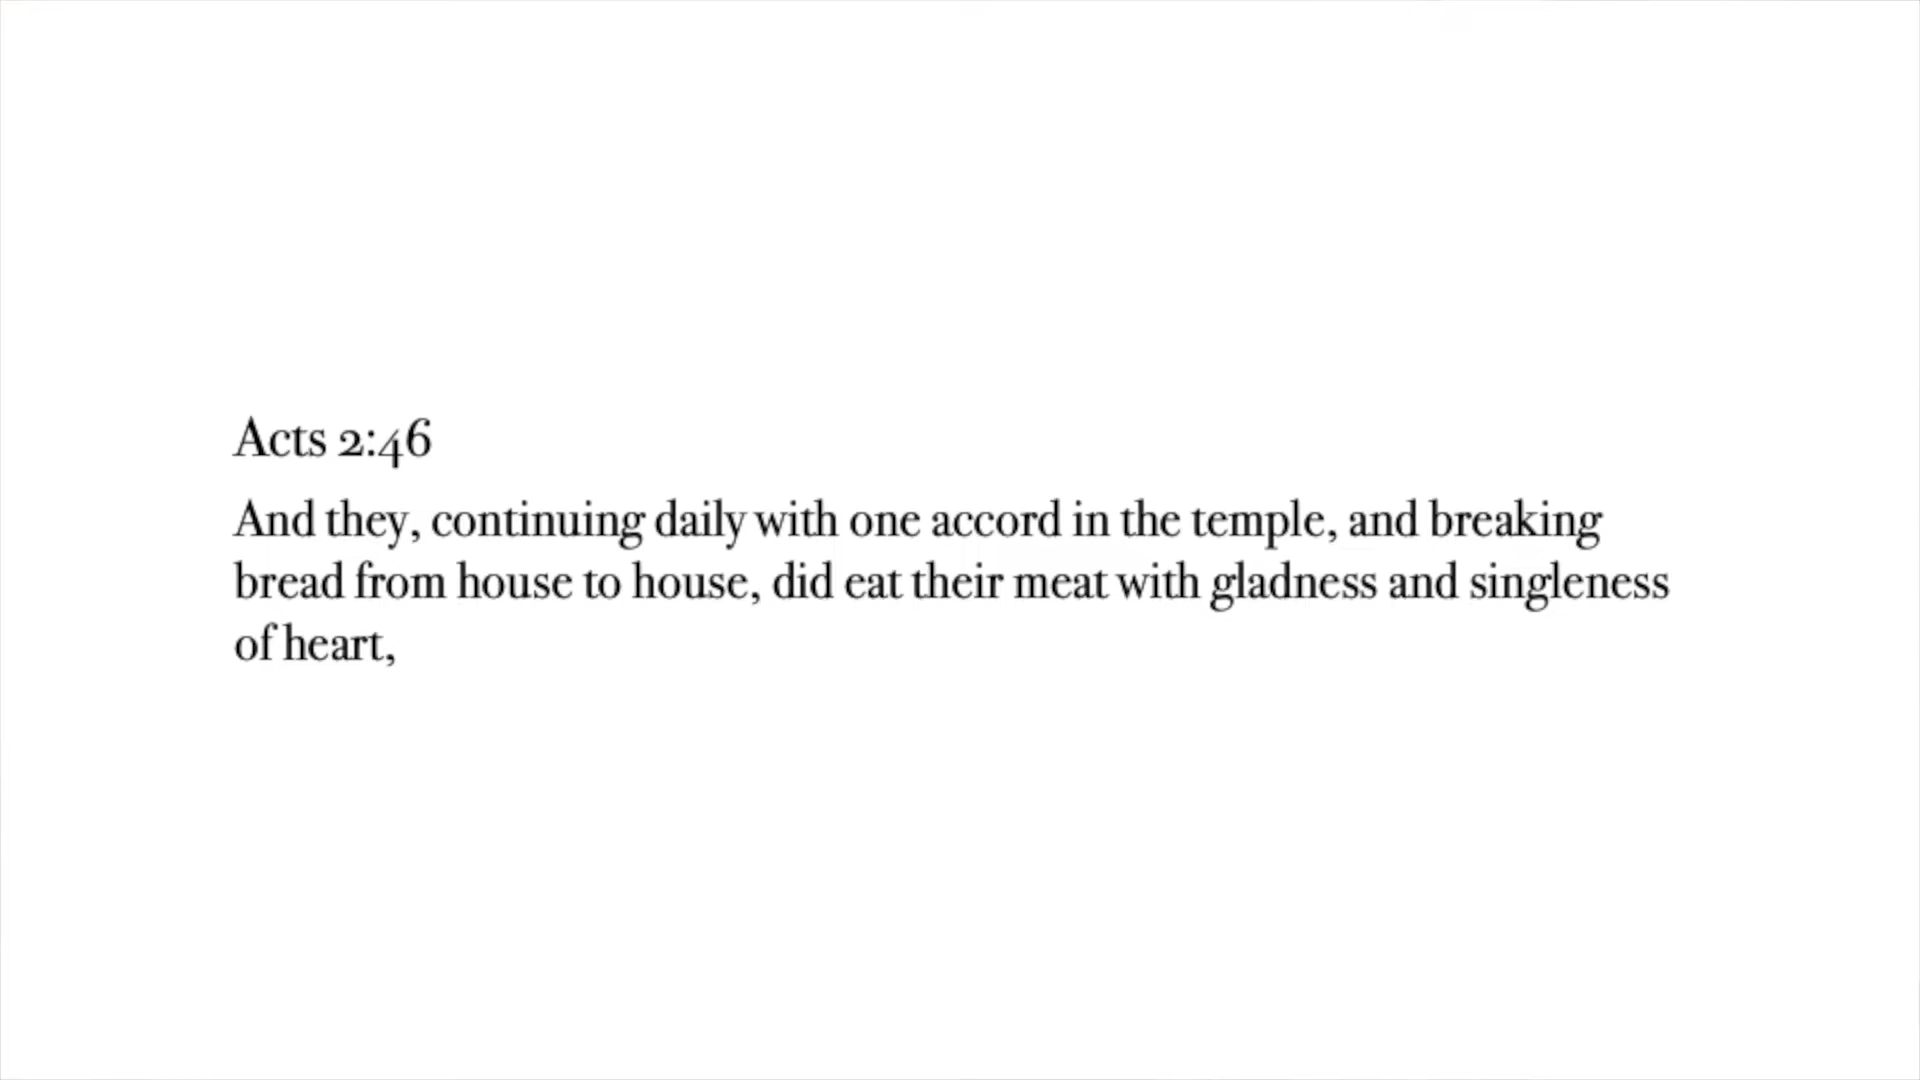 Acts 2:46
And they, continuing daily with one accord in the temple, and breaking
bread from house to house, did eat their meat with gladness and singleness
of heart,